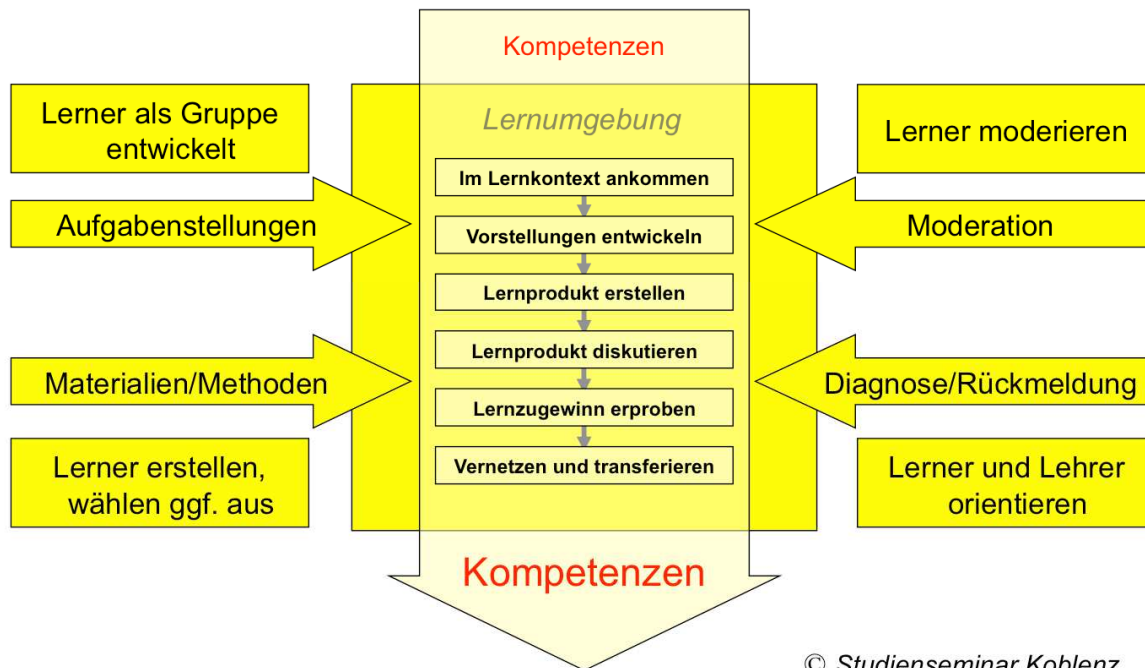 Kompetenzen
Lerner als Gruppe
entwickelt
Lernumgebung
Lerner moderieren
Im Lernkontext ankommen
Aufgabenstellungen
Vorstellungen entwickeln
Moderation
Lernprodukt erstellen
Lernprodukt diskutieren
Materialien/Methoden
Diagnose/Rückmeldung
Lernzugewinn erproben
Lerner erstellen,
wählen ggf. aus
Vernetzen und transferieren
Lerner und Lehrer
orientieren
Kompetenzen
© Studienseminar Koblenz